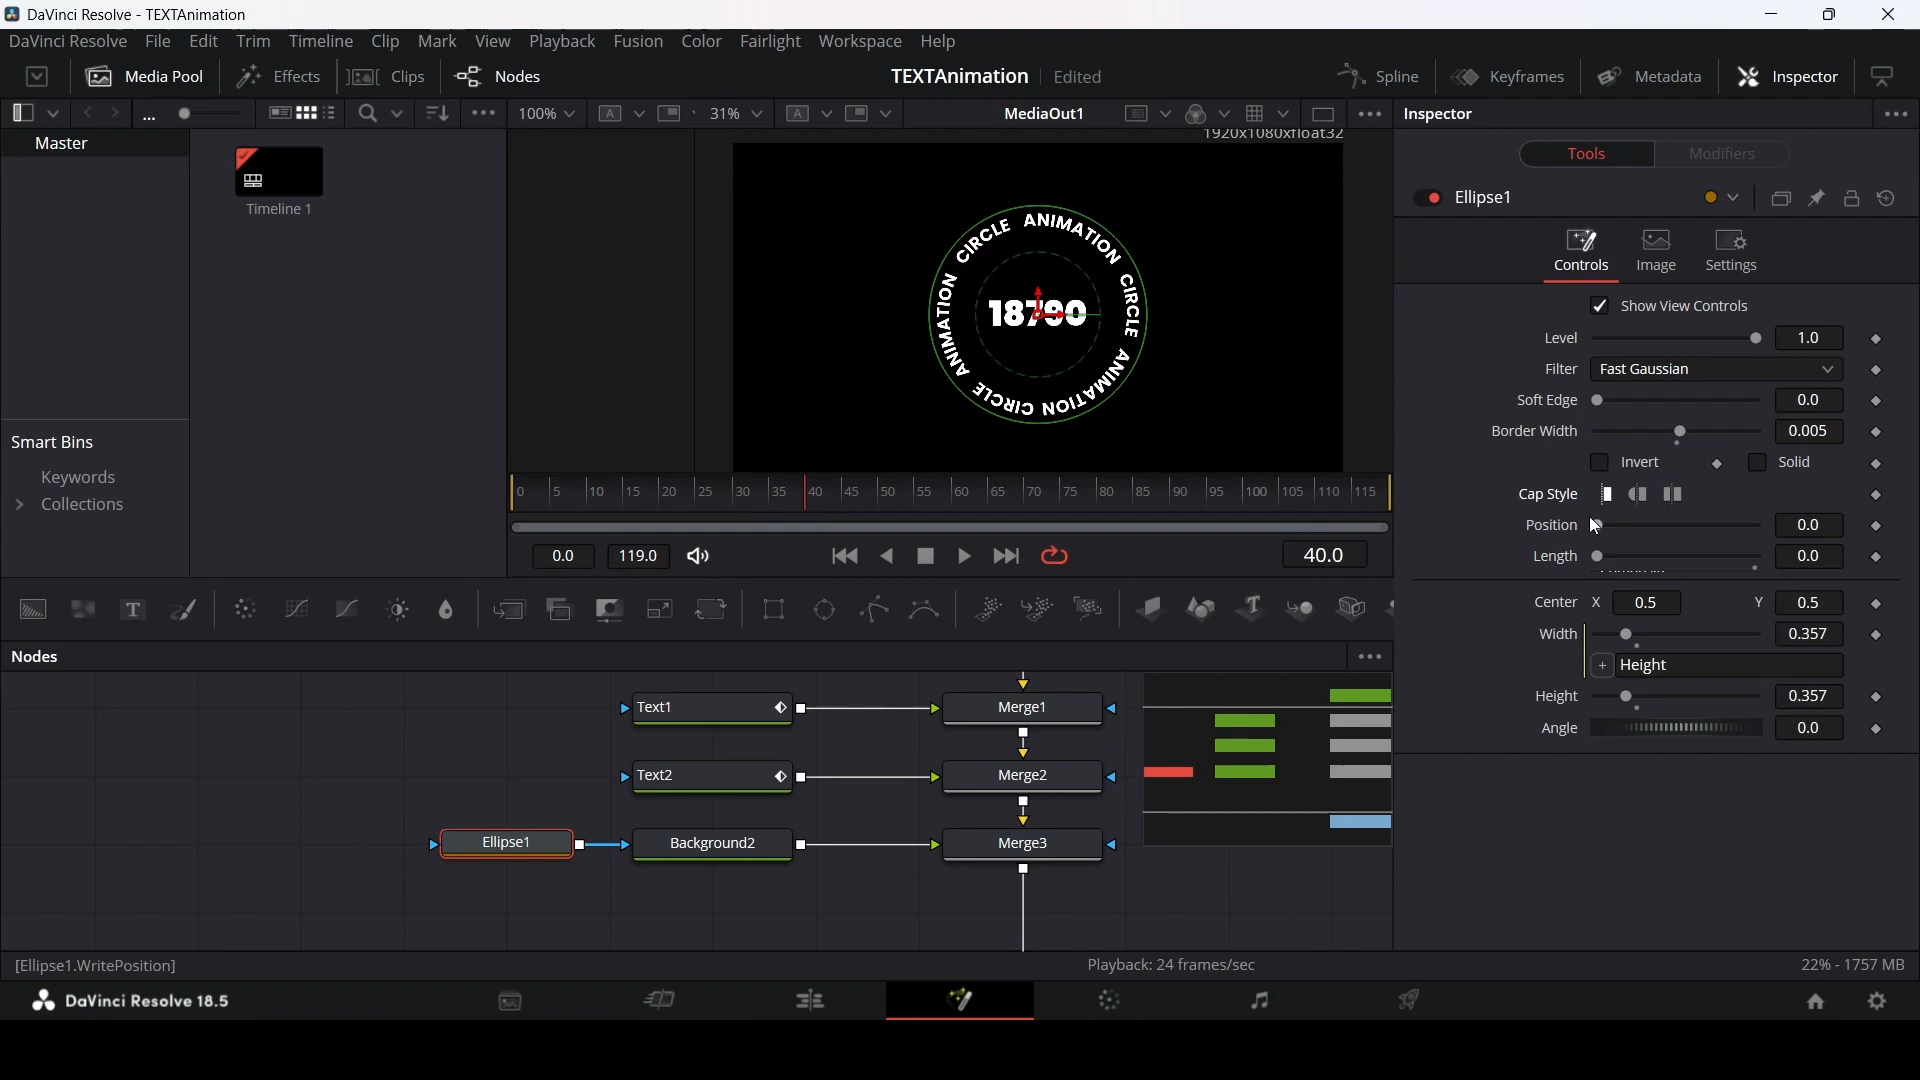 DaVinci Resolve - TEXTAnimation
DaVinci Resolve File Edit Trim Timeline Clip Mark View Playback Fusion Color Fairlight Workspace Help
Media Pool Effects Clips Nodes TEXTAnimation Edited Spline Keyframes Metadata Inspector
... 100% A 31% A MediaOut1 Inspector
1920x1080xfloat32
Master
Timeline 1
Tools Modifiers
Ellipse1
Controls Image Settings
CIRCLE ANIMATION CIRCLE ANIMATION CIRCLE ANIMATION
18790
Show View Controls
Level 1.0
Filter Fast Gaussian
Soft Edge 0.0
Border Width 0.005
Invert Solid
Cap Style
Position 0.0
Length 0.0
Center X 0.5 Y 0.5
Width 0.357
+ Height
Height 0.357
Angle 0.0
Smart Bins
Keywords
Collections
0 5 10 15 20 25 30 35 40 45 50 55 60 65 70 75 80 85 90 95 100 105 110 115
0.0 119.0 40.0
T T
Nodes
Text1 Merge1
Text2 Merge2
Ellipse1 Background2 Merge3
[Ellipse1.WritePosition] Playback: 24 frames/sec 22% - 1757 MB
DaVinci Resolve 18.5